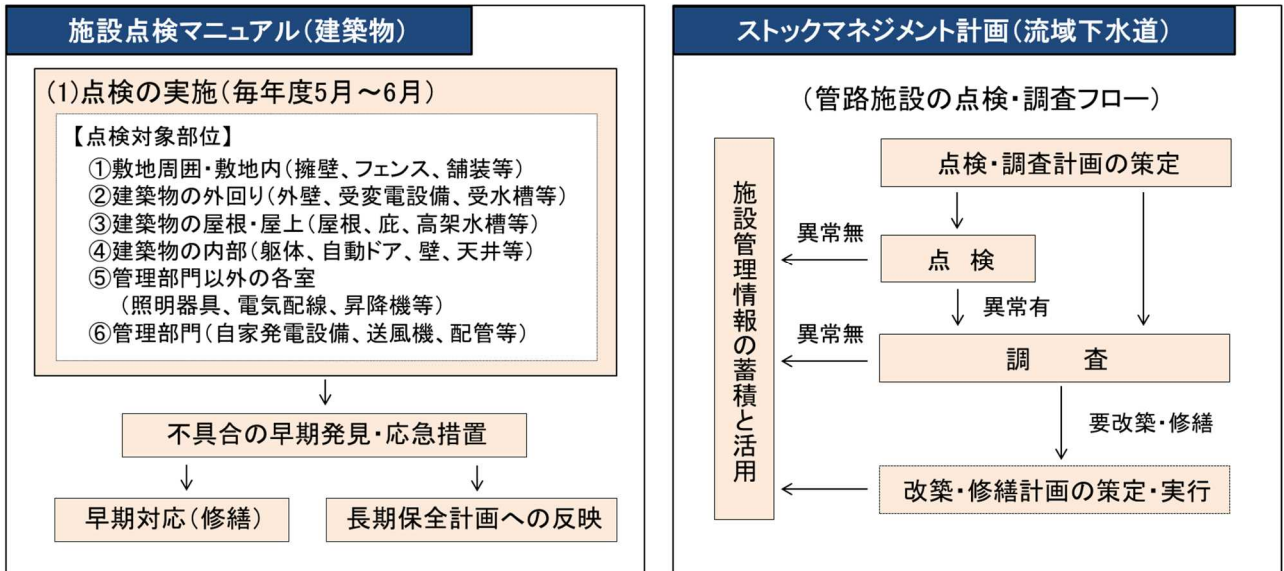 施設点検マニュアル（建築物）
(1)点検の実施（毎年度5月～6月）
【点検対象部位】
①敷地周囲・敷地内（擁壁、フェンス、舗装等）
②建築物の外回り（外壁、受変電設備、受水槽等）
③建築物の屋根・屋上（屋根、庇、高架水槽等）
④建築物の内部（躯体、自動ドア、壁、天井等）
⑤管理部門以外の各室
（照明器具、電気配線、昇降機等）
⑥管理部門（自家発電設備、送風機、配管等）
不具合の早期発見・応急措置
早期対応（修繕）
長期保全計画への反映
ストックマネジメント計画（流域下水道）
（管路施設の点検・調査フロー）
点検・調査計画の策定
異常無
点　検
異常有
異常無
調　　査
要改築・修繕
改築・修繕計画の策定・実行
施設管理情報の蓄積と活用